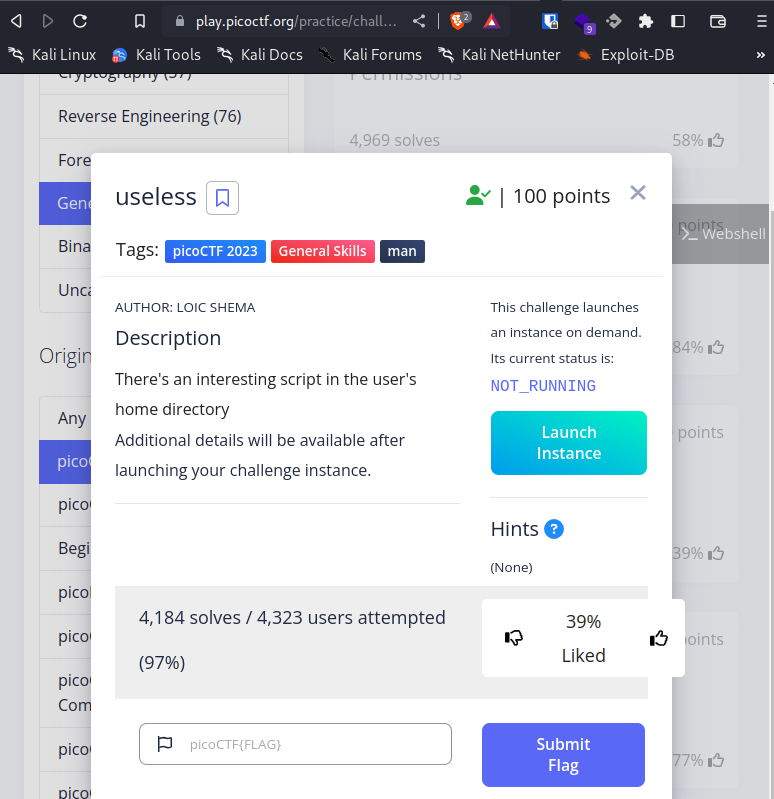 play.picoctf.org/practice/chall...
2
9
Kali Linux
Kali Tools
Kali Docs
Kali Forums
Kali NetHunter
Exploit-DB
»
Cryptography (57)
Permissions
Reverse Engineering (76)
4,969 solves
58%
Fore
useless
| 100 points
Gene
points
Webshell
Bina
Tags: picoCTF 2023 General Skills man
Unca
AUTHOR: LOIC SHEMA
Description
There's an interesting script in the user's
home directory
Additional details will be available after
launching your challenge instance.
This challenge launches
an instance on demand.
Its current status is:
NOT_RUNNING
Launch
Instance
84%
Origin
Any
points
pico
pico
Hints ?
(None)
Begi
39%
4,184 solves / 4,323 users attempted
(97%)
39%
Liked
pico
pico
points
pico
Com
picoCTF{FLAG}
Submit
Flag
pico
77%
pico